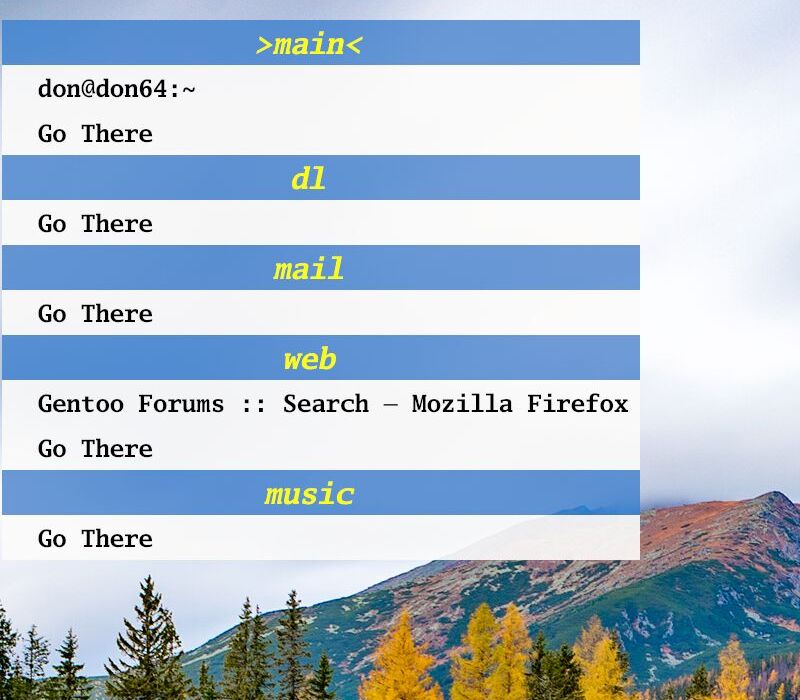 >main<
don@don64:~
Go There
dl
Go There
mail
Go There
web
Gentoo Forums :: Search — Mozilla Firefox
Go There
music
Go There